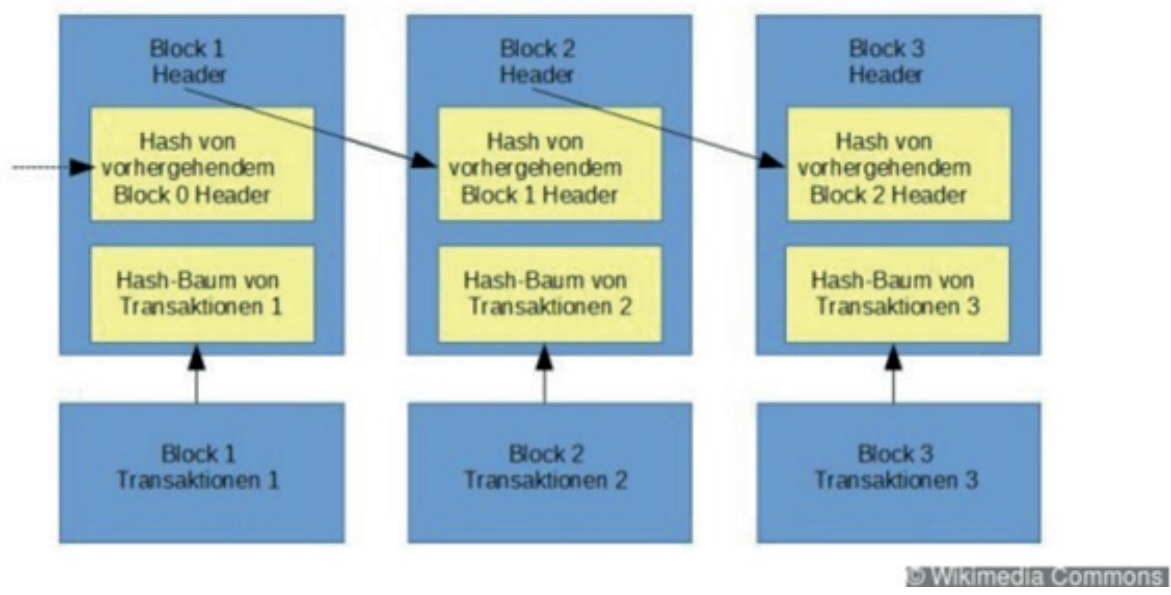 Block 1
Header
Hash von
vorhergehendem
Block 0 Header
Hash-Baum von
Transaktionen 1
Block 2
Header
Hash von
vorhergehendem
Block 1 Header
Hash-Baum von
Transaktionen 2
Block 3
Header
Hash von
vorhergehendem
Block 2 Header
Hash-Baum von
Transaktionen 3
Block 1
Transaktionen 1
Block 2
Transaktionen 2
Block 3
Transaktionen 3
© Wikimedia Commons